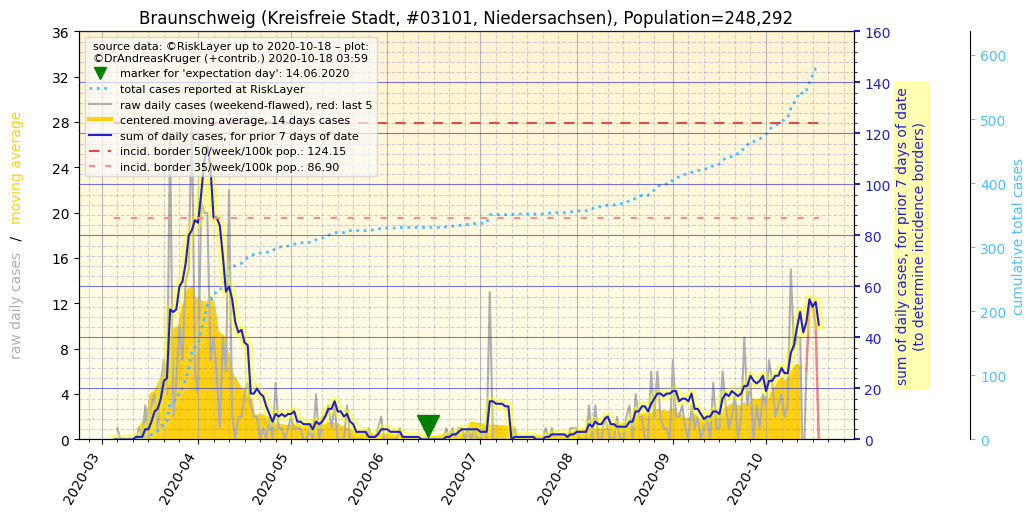 Braunschweig (Kreisfreie Stadt, #03101, Niedersachsen), Population=248,292
source data: ©RiskLayer up to 2020-10-18 – plot:
©DrAndreasKruger (+contrib.) 2020-10-18 03:59
marker for 'expectation day': 14.06.2020
total cases reported at RiskLayer
raw daily cases (weekend-flawed), red: last 5
centered moving average, 14 days cases
sum of daily cases, for prior 7 days of date
incid. border 50/week/100k pop.: 124.15
incid. border 35/week/100k pop.: 86.90
raw daily cases / moving average
36
32
28
24
20
16
12
8
4
0
160
140
120
100
80
60
40
20
0
sum of daily cases, for prior 7 days of date
(to determine incidence borders)
600
500
400
300
200
100
0
cumulative total cases
2020-03
2020-04
2020-05
2020-06
2020-07
2020-08
2020-09
2020-10